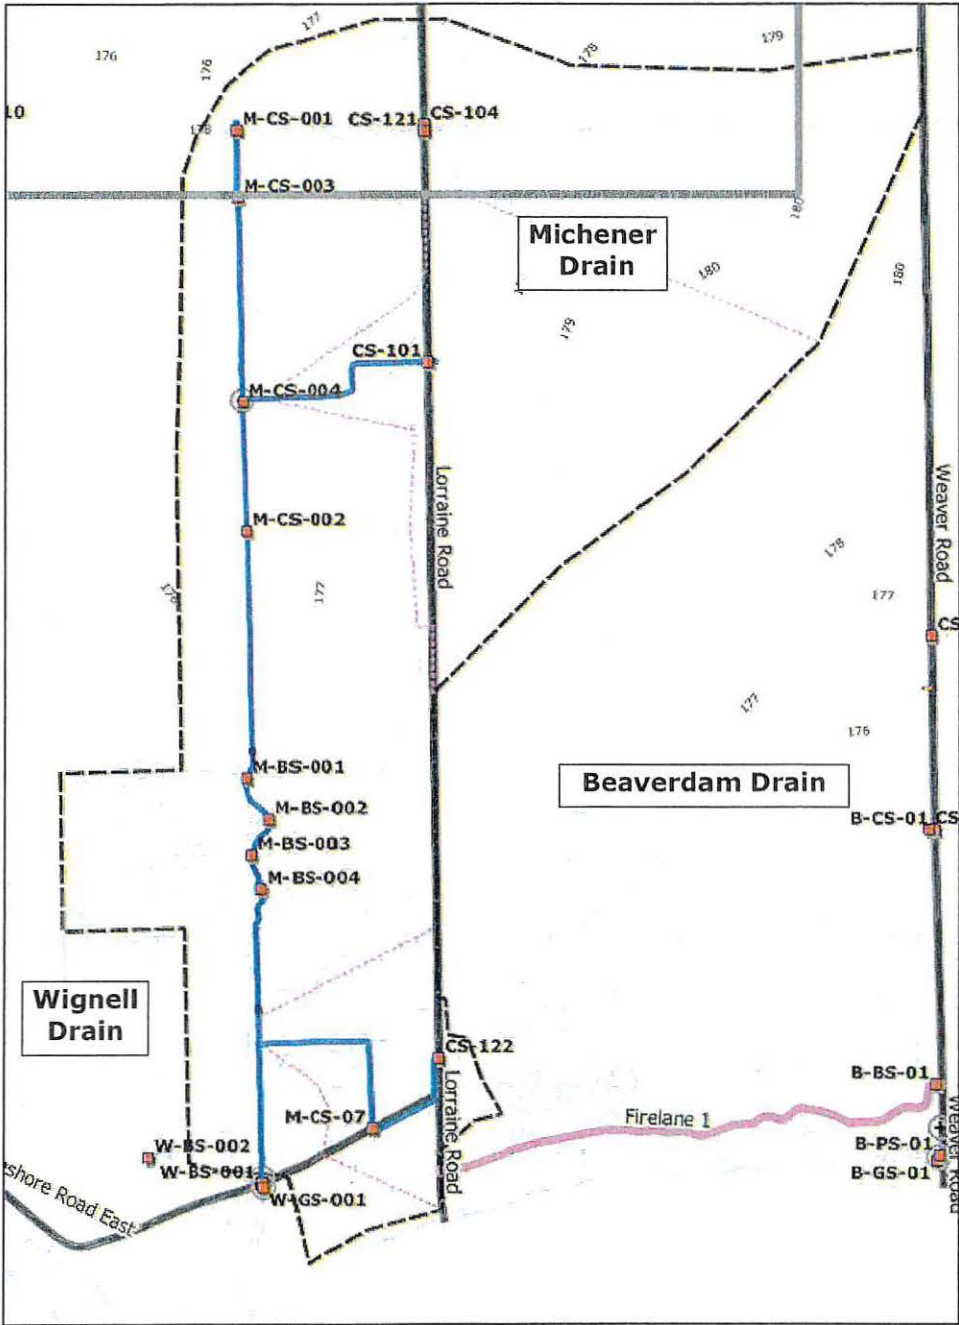 177
176
176
178
179
10
178
M-CS-001
CS-121
CS-104
M-CS-003
180
Michener
Drain
180
180
179
CS-101
M-CS-004
Lorraine Road
Weaver Road
M-CS-002
178
177
177
CS
177
176
M-BS-001
Beaverdam Drain
M-BS-002
B-CS-01
CS
M-BS-003
M-BS-004
Wignell
Drain
CS-122
B-BS-01
Lorraine Road
Weaver Road
M-CS-07
Firelane 1
W-BS-002
B-PS-01
W-BS-001
B-GS-01
W-GS-001
shore Road East